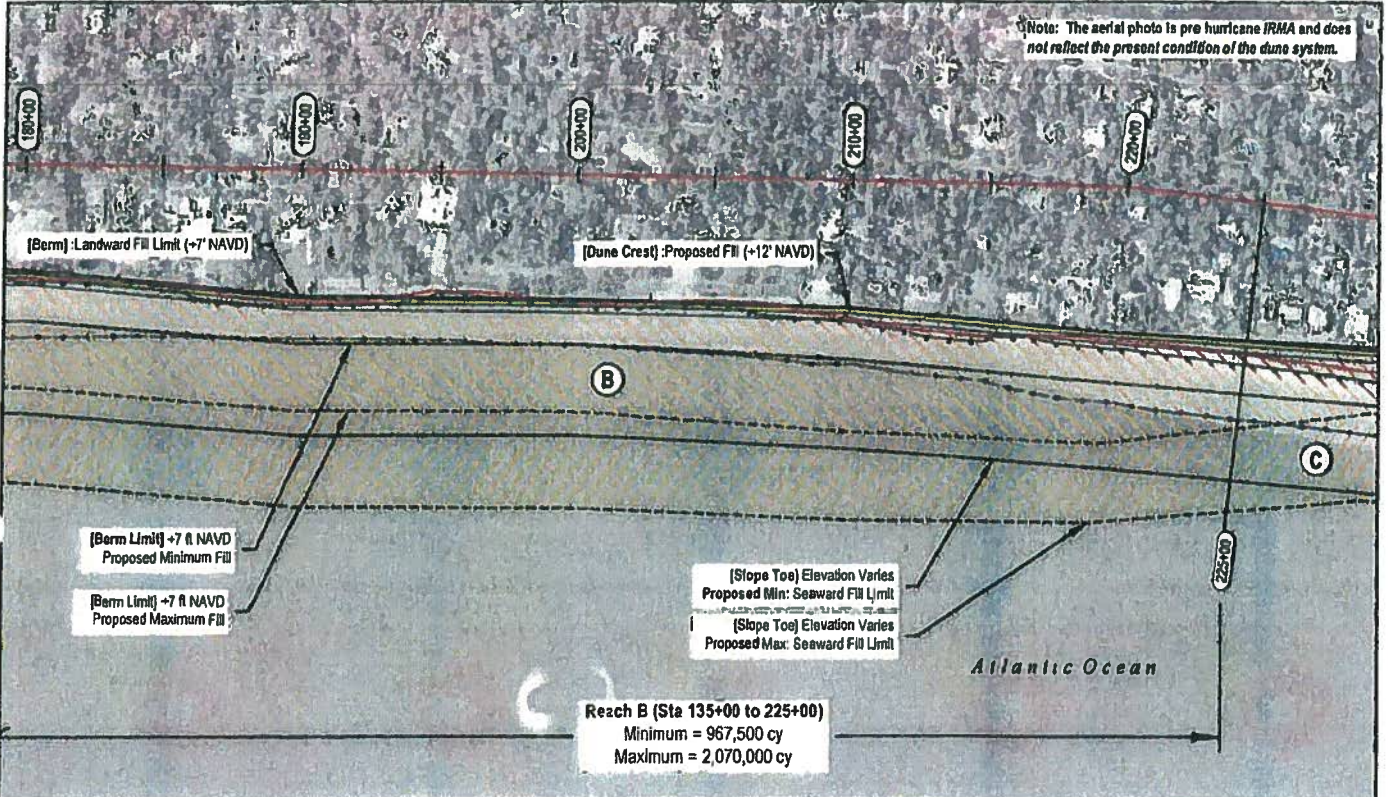 Note: The aerial photo is pre hurricane IRMA and does
not reflect the present condition of the dune system.
180+00
190+00
200+00
210+00
220+00
[Berm] :Landward Fill Limit (+7' NAVD)
[Dune Crest] :Proposed Fill (+12' NAVD)
B
C
[Berm Limit] +7 ft NAVD
Proposed Minimum Fill
[Berm Limit] +7 ft NAVD
Proposed Maximum Fill
[Slope Toe] Elevation Varies
Proposed Min: Seaward Fill Limit
[Slope Toe] Elevation Varies
Proposed Max: Seaward Fill Limit
225+00
Atlantic Ocean
Reach B (Sta 135+00 to 225+00)
Minimum = 967,500 cy
Maximum = 2,070,000 cy